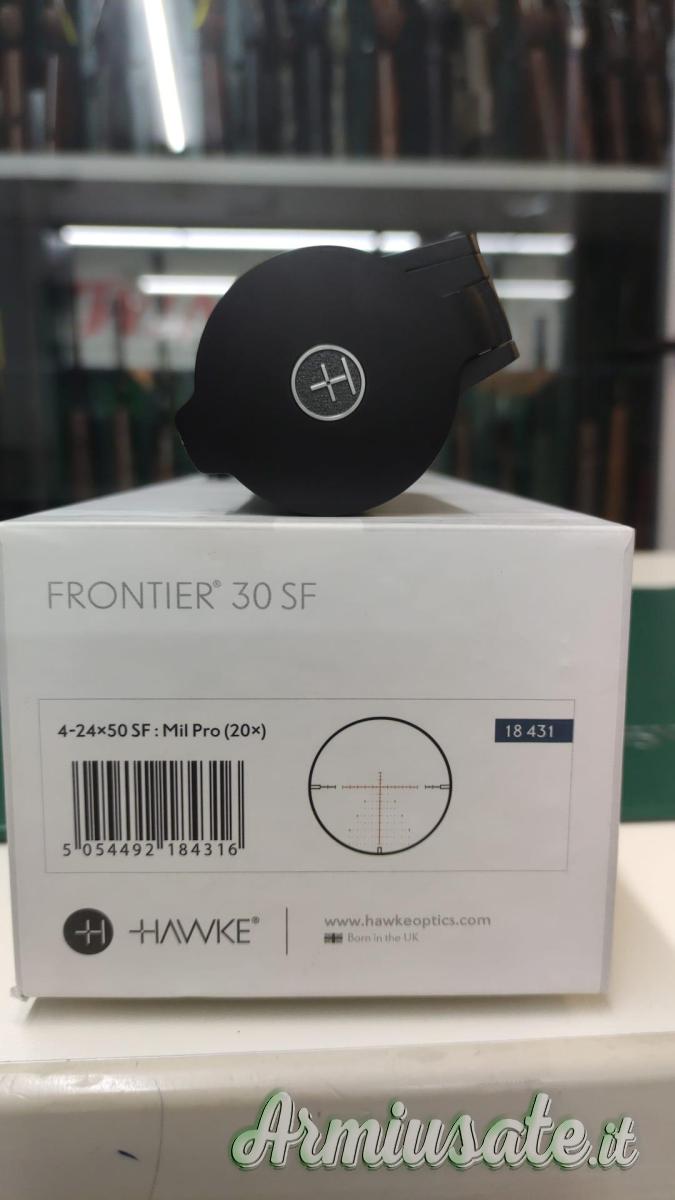 FRONTIER® 30 SF
4-24×50 SF : Mil Pro (20×)
18 431
5 054492 184316
HAWKE®
www.hawkeoptics.com
Born in the UK
Armiusate.it